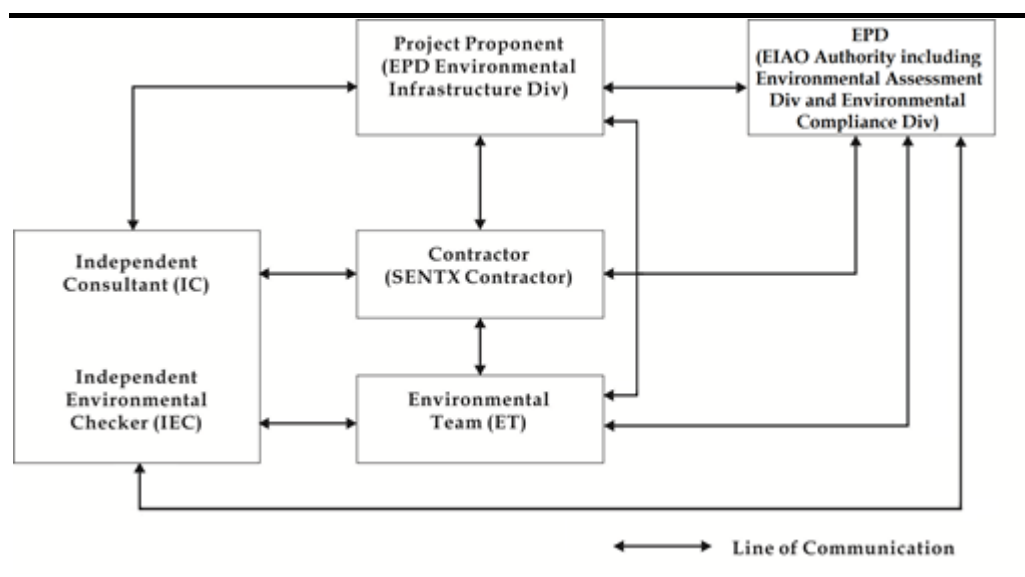 Project Proponent
(EPD Environmental
Infrastructure Div)
EPD
(EIAO Authority including
Environmental Assessment
Div and Environmental
Compliance Div)
Independent
Consultant (IC)
Contractor
(SENTX Contractor)
Independent
Environmental
Checker (IEC)
Environmental
Team (ET)
Line of Communication